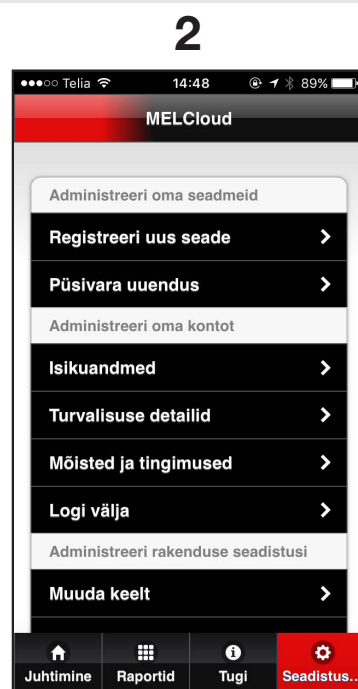 2
Telia 14:48 89%
MELCloud
Administreeri oma seadmeid
Registreeri uus seade
Püsivara uuendus
Administreeri oma kontot
Isikuandmed
Turvalisuse detailid
Mõisted ja tingimused
Logi välja
Administreeri rakenduse seadistusi
Muuda keelt
Juhtimine Raportid Tugi Seadistus..